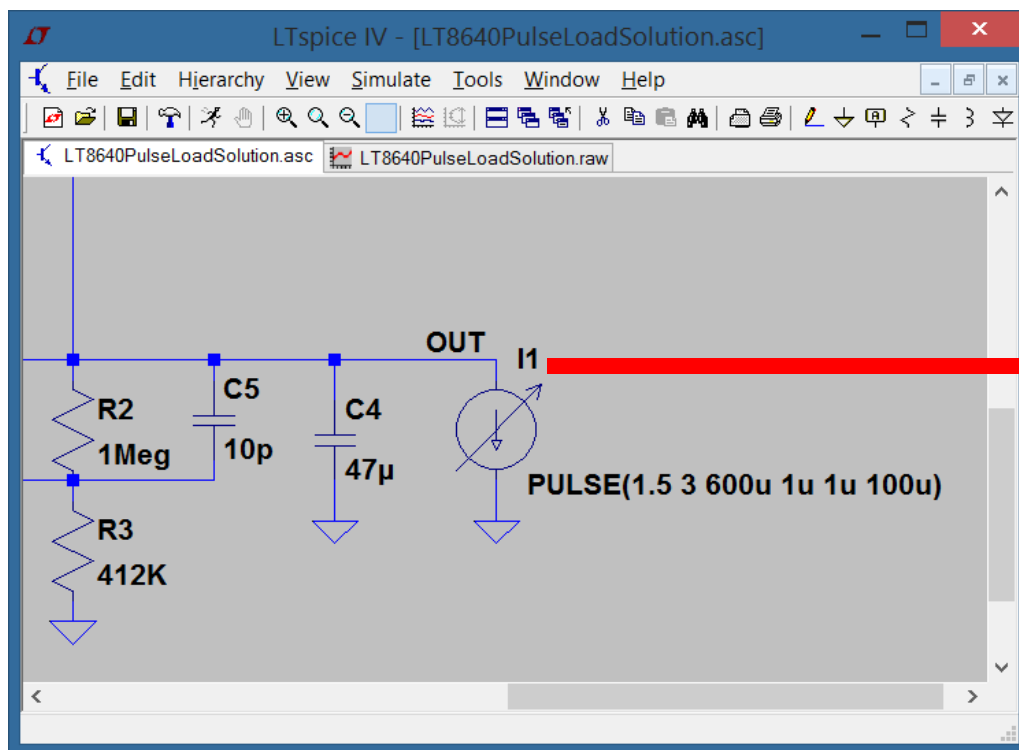 LTspice IV - [LT8640PulseLoadSolution.asc]
File Edit Hierarchy View Simulate Tools Window Help
LT8640PulseLoadSolution.asc LT8640PulseLoadSolution.raw
OUT
I1
C5
R2
C4
1Meg
10p
47µ
PULSE(1.5 3 600u 1u 1u 100u)
R3
412K